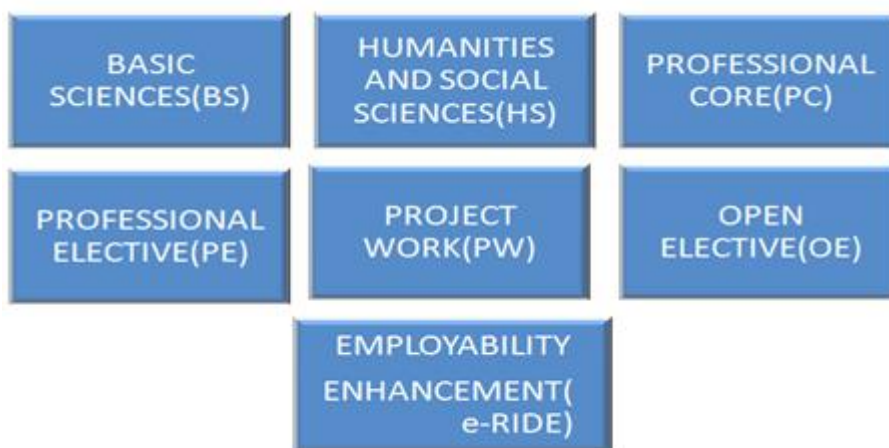 BASIC
SCIENCES(BS)
HUMANITIES
AND SOCIAL
SCIENCES(HS)
PROFESSIONAL
CORE(PC)
PROFESSIONAL
ELECTIVE(PE)
PROJECT
WORK(PW)
OPEN
ELECTIVE(OE)
EMPLOYABILITY
ENHANCEMENT(
e-RIDE)